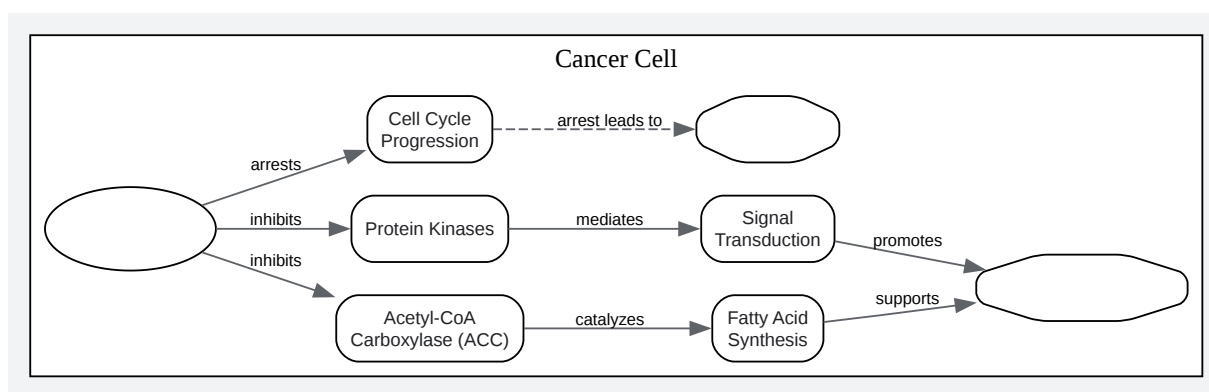 Cancer Cell
Cell Cycle
Progression
arrest leads to
arrests
inhibits
Protein Kinases
mediates
Signal
Transduction
promotes
inhibits
Acetyl-CoA
Carboxylase (ACC)
catalyzes
Fatty Acid
Synthesis
supports